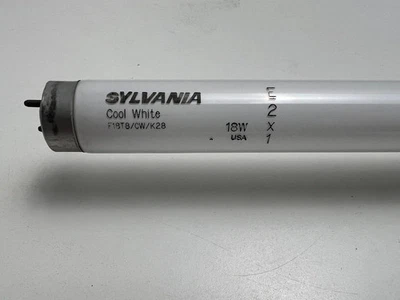 SYLVANIA
Cool White
F18T8/CW/K28
18W
USA
E
2
X
1